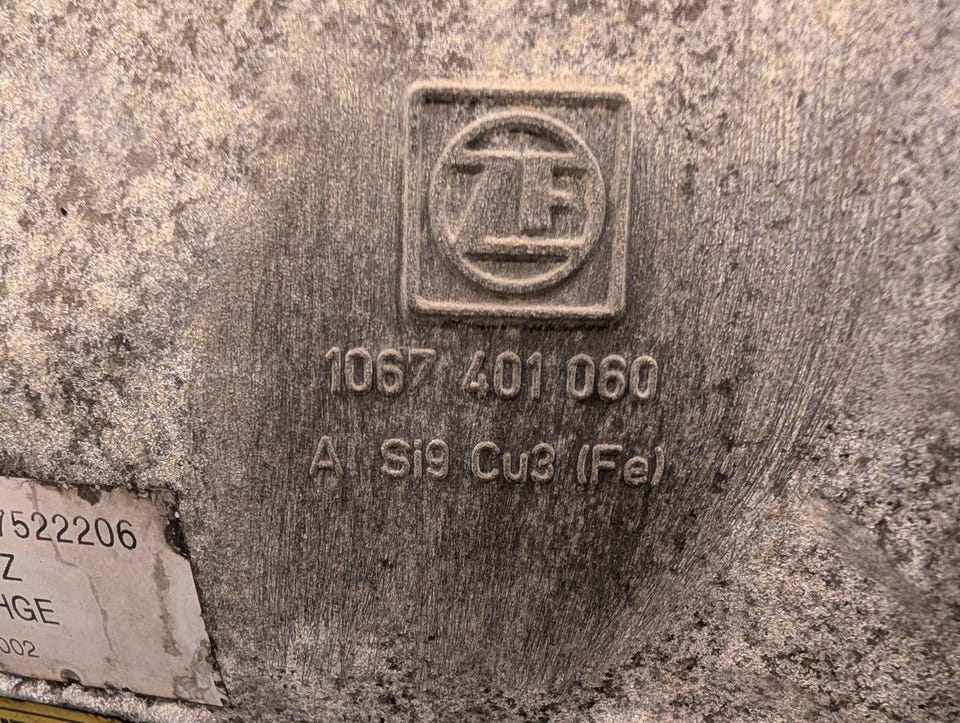 ZF
1067 401 060
Al Si9 Cu3 (Fe)
7522206
Z
HGE
002